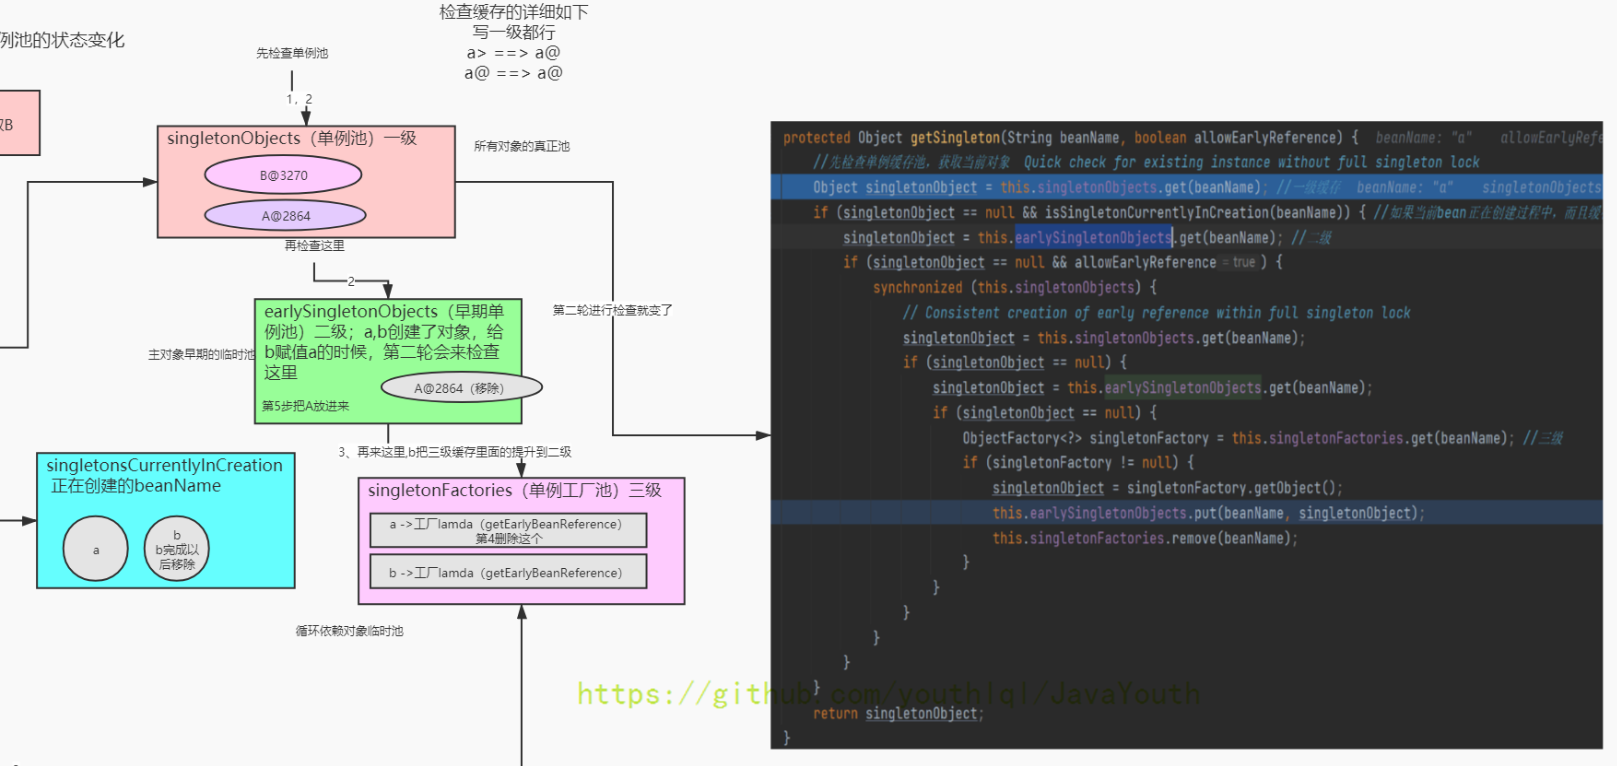 检查缓存的详细如下
写一级都行
a> ==> a@
a@ ==> a@
例池的状态变化
先检查单例池
1，2
B
singletonObjects（单例池）一级
B@3270
A@2864
所有对象的真正池
再检查这里
2
earlySingletonObjects（早期单
例池）二级；a,b创建了对象，给
b赋值a的时候，第二轮会来检查
这里
A@2864（移除）
第5步把A放进来
主对象早期的临时池
第二轮进行检查就变了
3、再来这里,b把三级缓存里面的提升到二级
singletonsCurrentlyInCreation
正在创建的beanName
a
b
b完成以
后移除
singletonFactories（单例工厂池）三级
a ->工厂lamda（getEarlyBeanReference）
第4删除这个
b ->工厂lamda（getEarlyBeanReference）
循环依赖对象临时池
protected Object getSingleton(String beanName, boolean allowEarlyReference) { beanName: "a" allowEarlyRefe
//先检查单例缓存池，获取当前对象 Quick check for existing instance without full singleton lock
Object singletonObject = this.singletonObjects.get(beanName); //一级缓存 beanName: "a" singletonObjects
if (singletonObject == null && isSingletonCurrentlyInCreation(beanName)) { //如果当前bean正在创建过程中，而且缓
singletonObject = this.earlySingletonObjects.get(beanName); //二级
if (singletonObject == null && allowEarlyReference = true ) {
synchronized (this.singletonObjects) {
// Consistent creation of early reference within full singleton lock
singletonObject = this.singletonObjects.get(beanName);
if (singletonObject == null) {
singletonObject = this.earlySingletonObjects.get(beanName);
if (singletonObject == null) {
ObjectFactory<?> singletonFactory = this.singletonFactories.get(beanName); //三级
if (singletonFactory != null) {
singletonObject = singletonFactory.getObject();
this.earlySingletonObjects.put(beanName, singletonObject);
this.singletonFactories.remove(beanName);
}
}
}
}
}
}
return singletonObject;
}
https://github.com/youthlql/JavaYouth